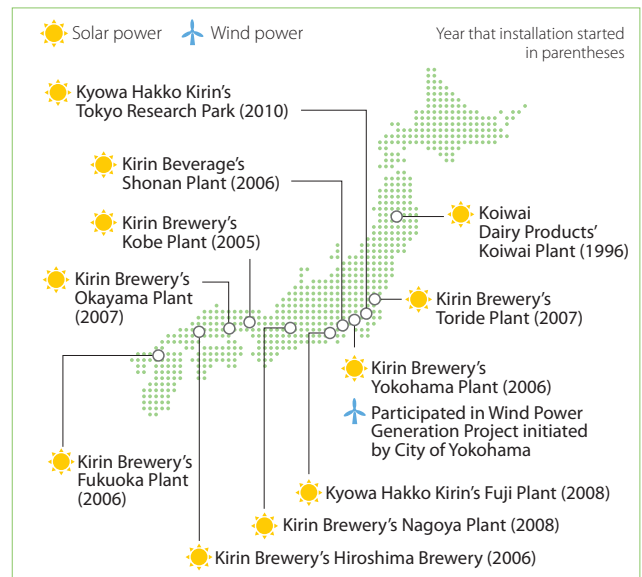 Solar power
Wind power
Year that installation started
in parentheses
Kyowa Hakko Kirin's
Tokyo Research Park (2010)
Kirin Beverage's
Shonan Plant (2006)
Kirin Brewery's
Kobe Plant (2005)
Kirin Brewery's
Okayama Plant
(2007)
Koiwai
Dairy Products'
Koiwai Plant (1996)
Kirin Brewery's
Toride Plant (2007)
Kirin Brewery's
Yokohama Plant (2006)
Participated in Wind Power
Generation Project initiated
by City of Yokohama
Kirin Brewery's
Fukuoka Plant
(2006)
Kyowa Hakko Kirin's Fuji Plant (2008)
Kirin Brewery's Nagoya Plant (2008)
Kirin Brewery's Hiroshima Brewery (2006)